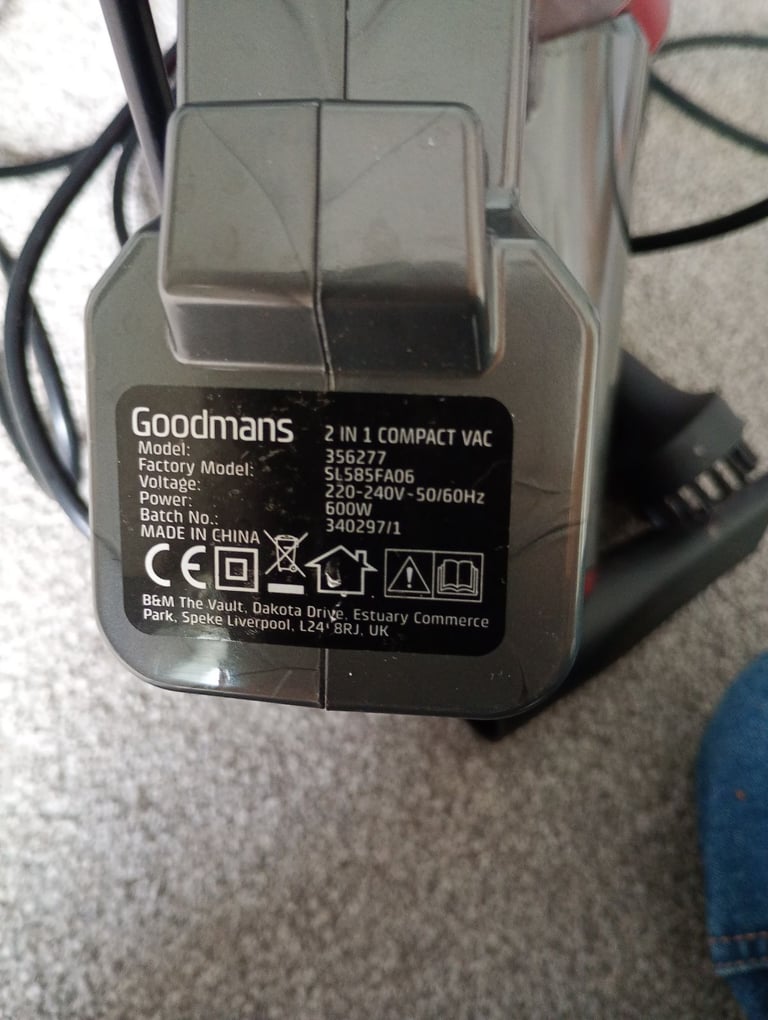 Goodmans 2 IN 1 COMPACT VAC
Model: 356277
Factory Model: SL585FA06
Voltage: 220-240V~50/60Hz
Power: 600W
Batch No.: 340297/1
MADE IN CHINA
CE
B&M The Vault, Dakota Drive, Estuary Commerce
Park, Speke Liverpool, L24 8RJ, UK